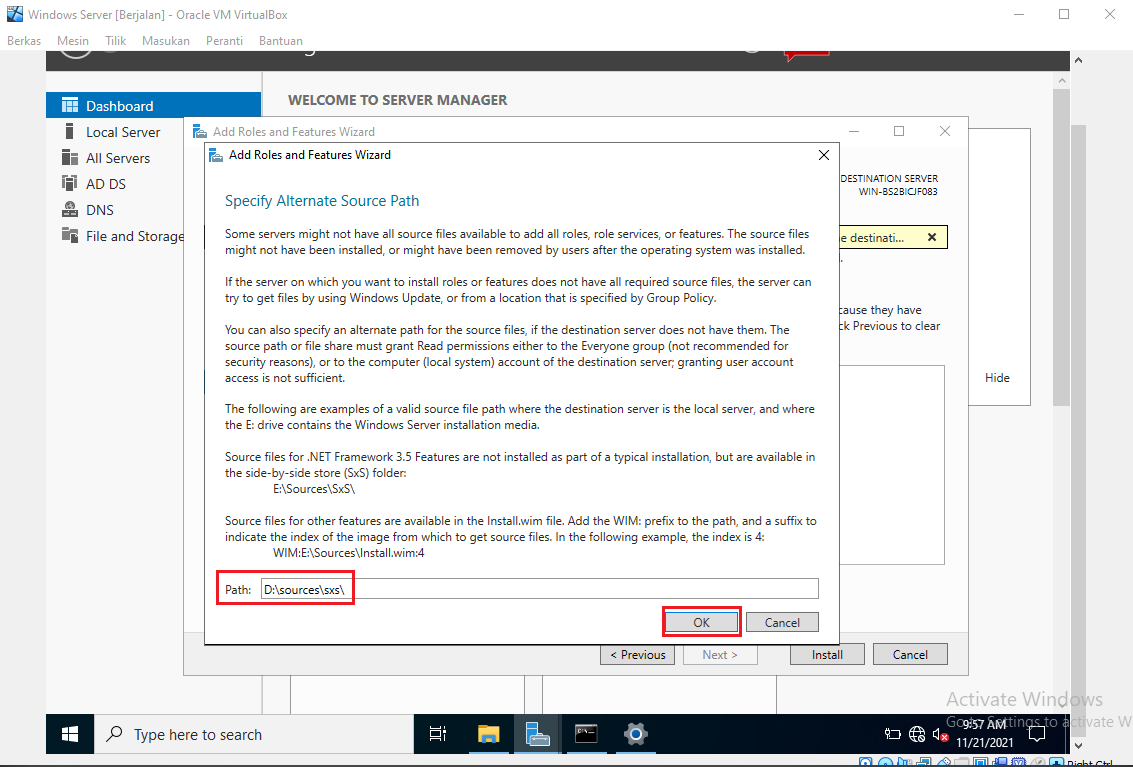 Windows Server [Berjalan] - Oracle VM VirtualBox
Berkas Mesin Tilik Masukan Peranti Bantuan
WELCOME TO SERVER MANAGER
Dashboard
Local Server
All Servers
AD DS
DNS
File and Storage
Add Roles and Features Wizard
Add Roles and Features Wizard
DESTINATION SERVER
WIN-BS2BICJF083
Specify Alternate Source Path
Some servers might not have all source files available to add all roles, role services, or features. The source files
might not have been installed, or might have been removed by users after the operating system was installed.
e destinati...
If the server on which you want to install roles or features does not have all required source files, the server can
try to get files by using Windows Update, or from a location that is specified by Group Policy.
cause they have
ck Previous to clear
You can also specify an alternate path for the source files, if the destination server does not have them. The
source path or file share must grant Read permissions either to the Everyone group (not recommended for
security reasons), or to the computer (local system) account of the destination server; granting user account
access is not sufficient.
Hide
The following are examples of a valid source file path where the destination server is the local server, and where
the E: drive contains the Windows Server installation media.
Source files for .NET Framework 3.5 Features are not installed as part of a typical installation, but are available in
the side-by-side store (SxS) folder:
E:\Sources\SxS\
Source files for other features are available in the Install.wim file. Add the WIM: prefix to the path, and a suffix to
indicate the index of the image from which to get source files. In the following example, the index is 4:
WIM:E:\Sources\Install.wim:4
Path: D:\sources\sxs\
OK Cancel
< Previous Next > Install Cancel
Activate Windows
Go to Settings to activate W
Type here to search
9:57 AM
11/21/2021
Right Ctrl